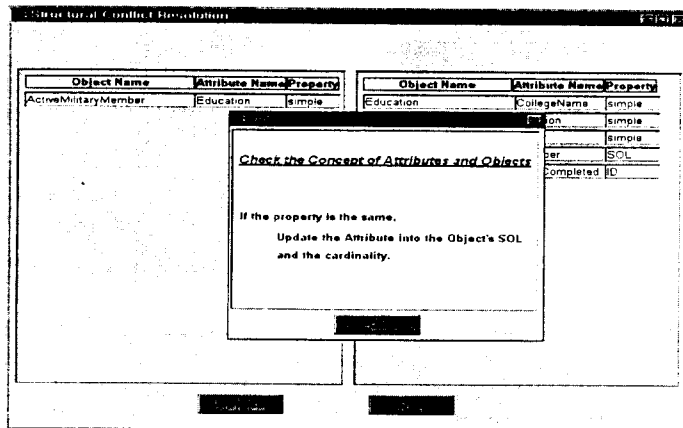 Structural Conflict Resolution
Object Name Attribute Name Property
ActiveMilitaryMember Education simple
Object Name Attribute Name Property
Education CollegeName simple
simple
simple
SOL
Completed ID
Check the Concept of Attributes and Objects
If the property is the same,
Update the Attribute into the Object's SOL
and the cardinality.